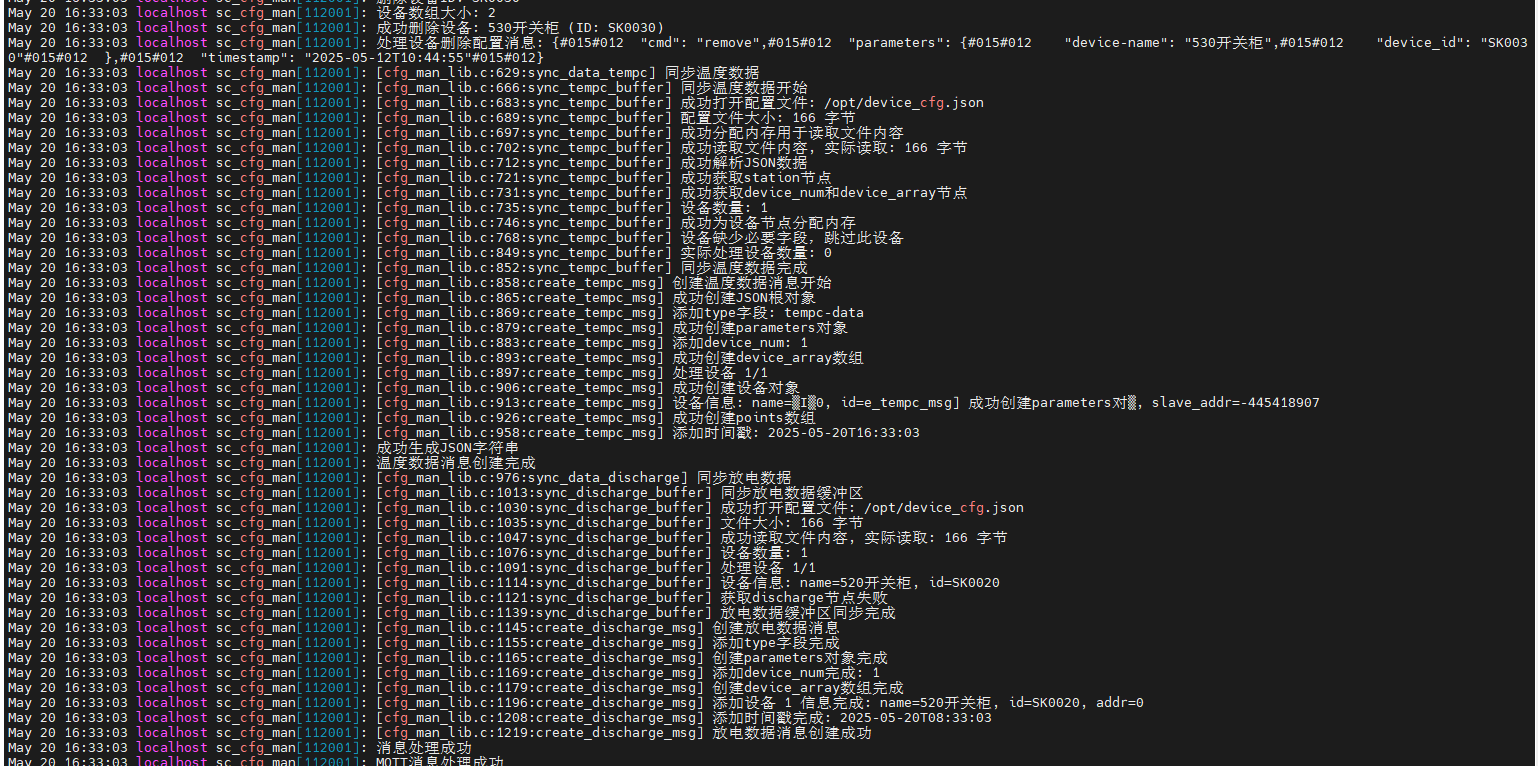 May 20 16:33:03 localhost sc_cfg_man[112001]: 删除设备ID: SK0030
May 20 16:33:03 localhost sc_cfg_man[112001]: 设备数组大小: 2
May 20 16:33:03 localhost sc_cfg_man[112001]: 成功删除设备: 530开关柜 (ID: SK0030)
May 20 16:33:03 localhost sc_cfg_man[112001]: 处理设备删除配置消息: {#015#012  "cmd": "remove",#015#012  "parameters": {#015#012    "device-name": "530开关柜",#015#012    "device_id": "SK003
0"#015#012  },#015#012  "timestamp": "2025-05-12T10:44:55"#015#012}
May 20 16:33:03 localhost sc_cfg_man[112001]: [cfg_man_lib.c:629:sync_data_tempc] 同步温度数据
May 20 16:33:03 localhost sc_cfg_man[112001]: [cfg_man_lib.c:666:sync_tempc_buffer] 同步温度数据开始
May 20 16:33:03 localhost sc_cfg_man[112001]: [cfg_man_lib.c:683:sync_tempc_buffer] 成功打开配置文件: /opt/device_cfg.json
May 20 16:33:03 localhost sc_cfg_man[112001]: [cfg_man_lib.c:689:sync_tempc_buffer] 配置文件大小: 166 字节
May 20 16:33:03 localhost sc_cfg_man[112001]: [cfg_man_lib.c:697:sync_tempc_buffer] 成功分配内存用于读取文件内容
May 20 16:33:03 localhost sc_cfg_man[112001]: [cfg_man_lib.c:702:sync_tempc_buffer] 成功读取文件内容, 实际读取: 166 字节
May 20 16:33:03 localhost sc_cfg_man[112001]: [cfg_man_lib.c:712:sync_tempc_buffer] 成功解析JSON数据
May 20 16:33:03 localhost sc_cfg_man[112001]: [cfg_man_lib.c:721:sync_tempc_buffer] 成功获取station节点
May 20 16:33:03 localhost sc_cfg_man[112001]: [cfg_man_lib.c:731:sync_tempc_buffer] 成功获取device_num和device_array节点
May 20 16:33:03 localhost sc_cfg_man[112001]: [cfg_man_lib.c:735:sync_tempc_buffer] 设备数量: 1
May 20 16:33:03 localhost sc_cfg_man[112001]: [cfg_man_lib.c:746:sync_tempc_buffer] 成功为设备节点分配内存
May 20 16:33:03 localhost sc_cfg_man[112001]: [cfg_man_lib.c:768:sync_tempc_buffer] 设备缺少必要字段, 跳过此设备
May 20 16:33:03 localhost sc_cfg_man[112001]: [cfg_man_lib.c:849:sync_tempc_buffer] 实际处理设备数量: 0
May 20 16:33:03 localhost sc_cfg_man[112001]: [cfg_man_lib.c:852:sync_tempc_buffer] 同步温度数据完成
May 20 16:33:03 localhost sc_cfg_man[112001]: [cfg_man_lib.c:858:create_tempc_msg] 创建温度数据消息开始
May 20 16:33:03 localhost sc_cfg_man[112001]: [cfg_man_lib.c:865:create_tempc_msg] 成功创建JSON根对象
May 20 16:33:03 localhost sc_cfg_man[112001]: [cfg_man_lib.c:869:create_tempc_msg] 添加type字段: tempc-data
May 20 16:33:03 localhost sc_cfg_man[112001]: [cfg_man_lib.c:879:create_tempc_msg] 成功创建parameters对象
May 20 16:33:03 localhost sc_cfg_man[112001]: [cfg_man_lib.c:883:create_tempc_msg] 添加device_num: 1
May 20 16:33:03 localhost sc_cfg_man[112001]: [cfg_man_lib.c:893:create_tempc_msg] 成功创建device_array数组
May 20 16:33:03 localhost sc_cfg_man[112001]: [cfg_man_lib.c:897:create_tempc_msg] 处理设备 1/1
May 20 16:33:03 localhost sc_cfg_man[112001]: [cfg_man_lib.c:906:create_tempc_msg] 成功创建设备对象
May 20 16:33:03 localhost sc_cfg_man[112001]: [cfg_man_lib.c:913:create_tempc_msg] 设备信息: name=▒I▒0, id=e_tempc_msg] 成功创建parameters对▒, slave_addr=-445418907
May 20 16:33:03 localhost sc_cfg_man[112001]: [cfg_man_lib.c:926:create_tempc_msg] 成功创建points数组
May 20 16:33:03 localhost sc_cfg_man[112001]: [cfg_man_lib.c:958:create_tempc_msg] 添加时间戳: 2025-05-20T16:33:03
May 20 16:33:03 localhost sc_cfg_man[112001]: 成功生成JSON字符串
May 20 16:33:03 localhost sc_cfg_man[112001]: 温度数据消息创建完成
May 20 16:33:03 localhost sc_cfg_man[112001]: [cfg_man_lib.c:976:sync_data_discharge] 同步放电数据
May 20 16:33:03 localhost sc_cfg_man[112001]: [cfg_man_lib.c:1013:sync_discharge_buffer] 同步放电数据缓冲区
May 20 16:33:03 localhost sc_cfg_man[112001]: [cfg_man_lib.c:1030:sync_discharge_buffer] 成功打开配置文件: /opt/device_cfg.json
May 20 16:33:03 localhost sc_cfg_man[112001]: [cfg_man_lib.c:1035:sync_discharge_buffer] 文件大小: 166 字节
May 20 16:33:03 localhost sc_cfg_man[112001]: [cfg_man_lib.c:1047:sync_discharge_buffer] 成功读取文件内容, 实际读取: 166 字节
May 20 16:33:03 localhost sc_cfg_man[112001]: [cfg_man_lib.c:1076:sync_discharge_buffer] 设备数量: 1
May 20 16:33:03 localhost sc_cfg_man[112001]: [cfg_man_lib.c:1091:sync_discharge_buffer] 处理设备 1/1
May 20 16:33:03 localhost sc_cfg_man[112001]: [cfg_man_lib.c:1114:sync_discharge_buffer] 设备信息: name=520开关柜, id=SK0020
May 20 16:33:03 localhost sc_cfg_man[112001]: [cfg_man_lib.c:1121:sync_discharge_buffer] 获取discharge节点失败
May 20 16:33:03 localhost sc_cfg_man[112001]: [cfg_man_lib.c:1139:sync_discharge_buffer] 放电数据缓冲区同步完成
May 20 16:33:03 localhost sc_cfg_man[112001]: [cfg_man_lib.c:1145:create_discharge_msg] 创建放电数据消息
May 20 16:33:03 localhost sc_cfg_man[112001]: [cfg_man_lib.c:1155:create_discharge_msg] 添加type字段完成
May 20 16:33:03 localhost sc_cfg_man[112001]: [cfg_man_lib.c:1165:create_discharge_msg] 创建parameters对象完成
May 20 16:33:03 localhost sc_cfg_man[112001]: [cfg_man_lib.c:1169:create_discharge_msg] 添加device_num完成: 1
May 20 16:33:03 localhost sc_cfg_man[112001]: [cfg_man_lib.c:1179:create_discharge_msg] 创建device_array数组完成
May 20 16:33:03 localhost sc_cfg_man[112001]: [cfg_man_lib.c:1196:create_discharge_msg] 添加设备 1 信息完成: name=520开关柜, id=SK0020, addr=0
May 20 16:33:03 localhost sc_cfg_man[112001]: [cfg_man_lib.c:1208:create_discharge_msg] 添加时间戳完成: 2025-05-20T08:33:03
May 20 16:33:03 localhost sc_cfg_man[112001]: [cfg_man_lib.c:1219:create_discharge_msg] 放电数据消息创建成功
May 20 16:33:03 localhost sc_cfg_man[112001]: 消息处理成功
May 20 16:33:03 localhost sc_cfg_man[112001]: MQTT消息处理成功